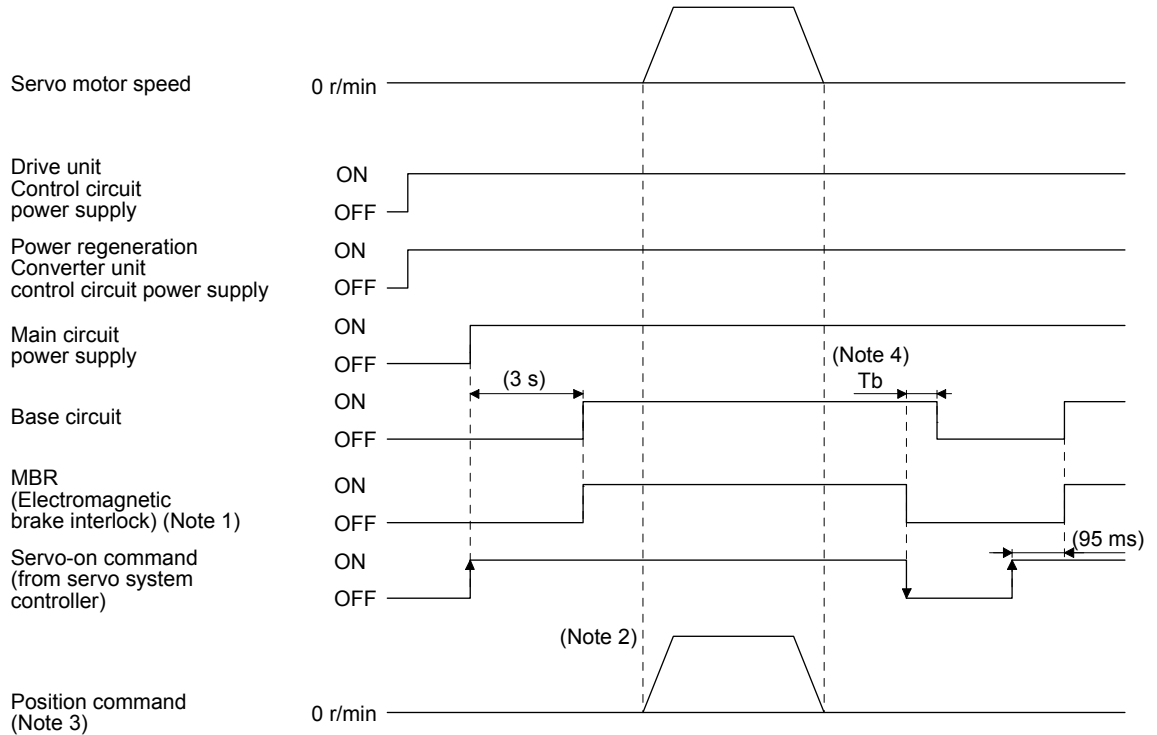 Servo motor speed
0 r/min
Drive unit
Control circuit
power supply
ON
OFF
Power regeneration
Converter unit
control circuit power supply
ON
OFF
Main circuit
power supply
ON
OFF
(3 s)
(Note 4)
Tb
Base circuit
ON
OFF
MBR
(Electromagnetic
brake interlock) (Note 1)
ON
OFF
(95 ms)
Servo-on command
(from servo system
controller)
ON
OFF
(Note 2)
Position command
(Note 3)
0 r/min